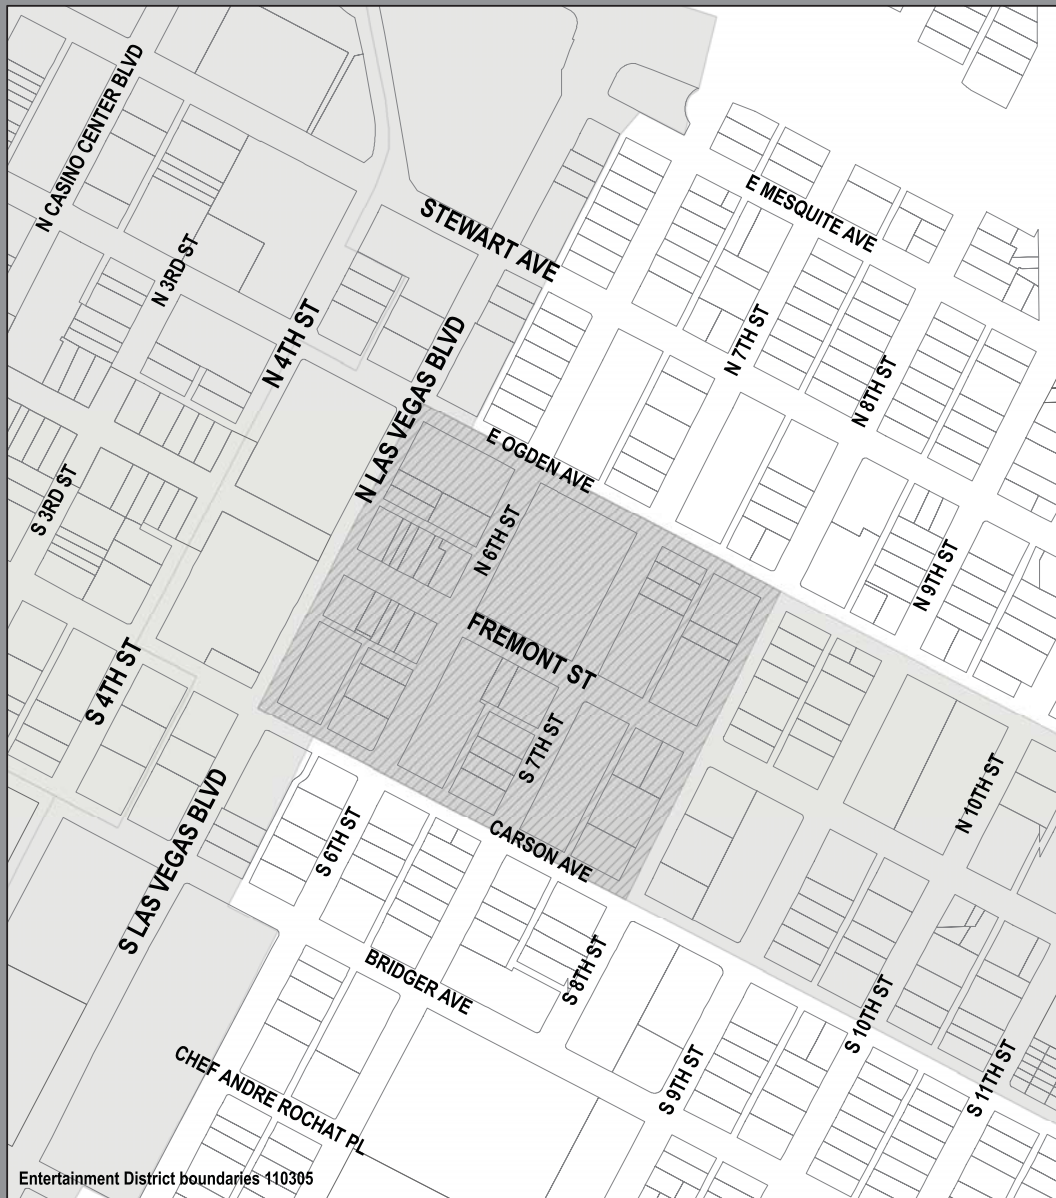 N CASINO CENTER BLVD
STEWART AVE
E MESQUITE AVE
N 3RD ST
N 4TH ST
N 7TH ST
N LAS VEGAS BLVD
N 8TH ST
E OGDEN AVE
S 3RD ST
N 6TH ST
N 9TH ST
FREMONT ST
S 4TH ST
S 7TH ST
N 10TH ST
S LAS VEGAS BLVD
S 6TH ST
CARSON AVE
BRIDGER AVE
S 8TH ST
S 10TH ST
CHEF ANDRE ROCHAT PL
S 9TH ST
S 11TH ST
Entertainment District boundaries 110305